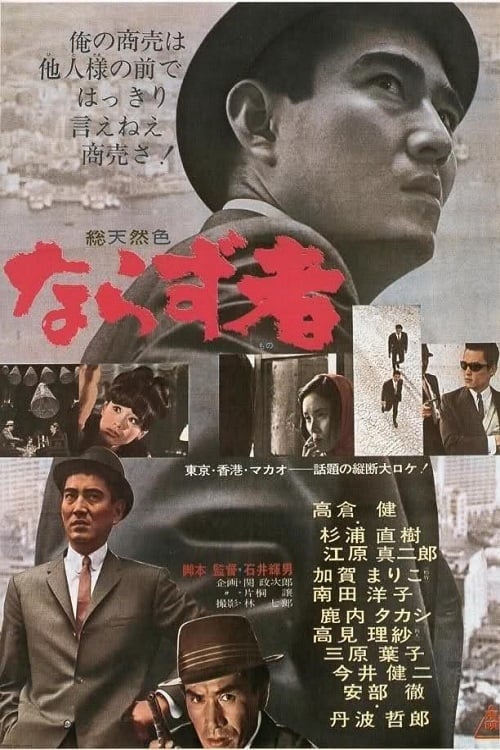 俺の商売は
他人様の前で
はっきり
言えねえ
商売さ！
総天然色
ならず者
もの
東京・香港・マカオ──話題の縦断大ロケ！
脚本 監督・石井輝男
企画・関 政次郎
〃・片桐 譲
撮影・林 七郎
高倉 健
杉浦 直樹
江原 真二郎
加賀 まりこ
南田 洋子
鹿内 タカシ
高見 理紗
三原 葉子
今井 健二
安部 徹
丹波 哲郎